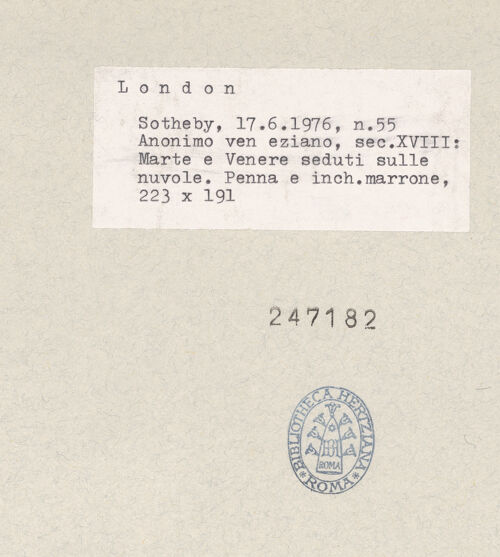 London
Sotheby, 17.6.1976, n.55
Anonimo ven eziano, sec.XVIII:
Marte e Venere seduti sulle
nuvole. Penna e inch.marrone,
223 x 191
247182
BIBLIOTHECA HERTZIANA
ROMA
* ROMA *